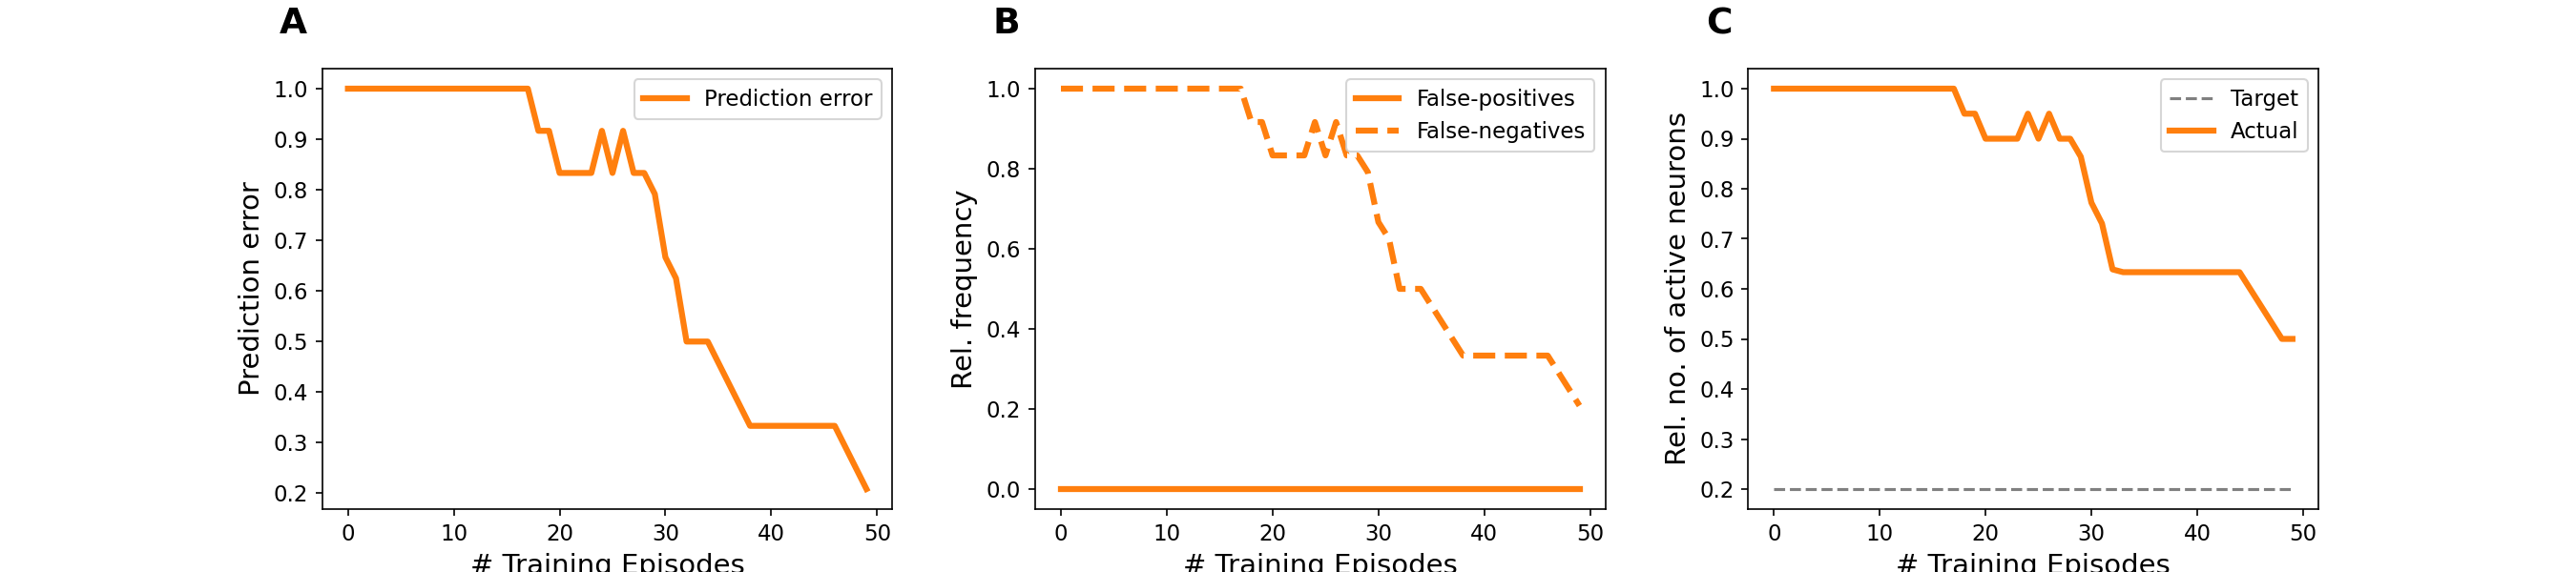 A
Prediction error
1.0
0.9
0.8
0.7
0.6
0.5
0.4
0.3
0.2
Prediction error
0 10 20 30 40 50
# Training Episodes
B
False-positives
False-negatives
1.0
0.8
0.6
0.4
0.2
0.0
Rel. frequency
0 10 20 30 40 50
# Training Episodes
C
Target
Actual
1.0
0.9
0.8
0.7
0.6
0.5
0.4
0.3
0.2
Rel. no. of active neurons
0 10 20 30 40 50
# Training Episodes